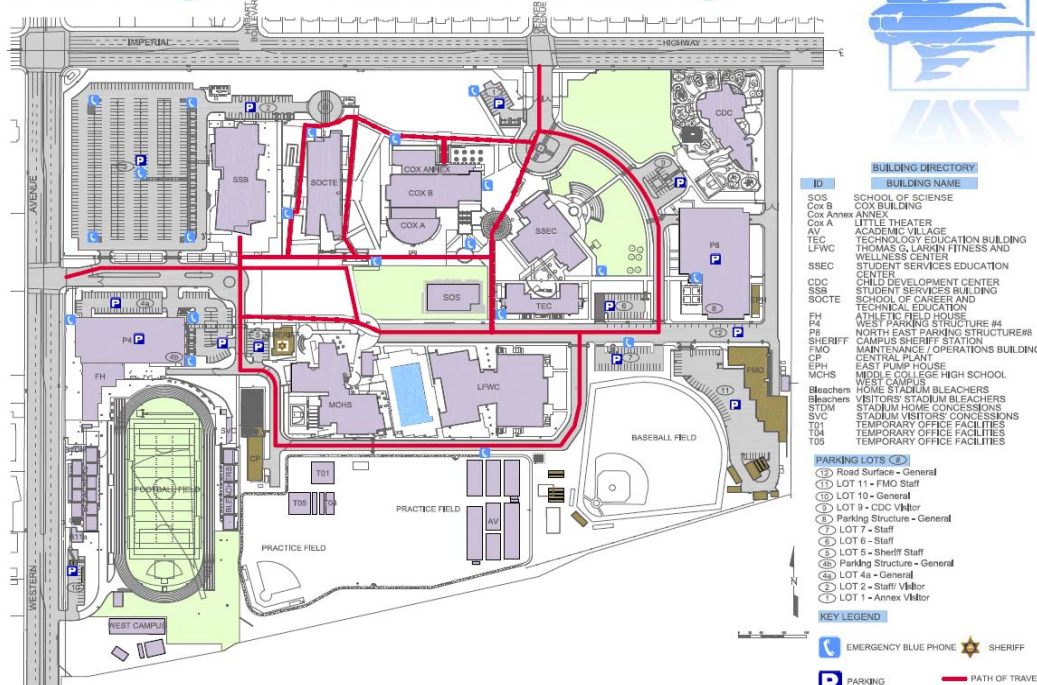 IMPERIAL
HOBART
BOULEVARD
AVENUE
HIGHWAY
CDC
SSB
SOCTE
COX ANNEX
COX B
COX A
SSEC
P8
EPH
TEC
SOS
AVENUE
P4
FH
SHERIFF
MCHS
LFWC
FMO
BASEBALL FIELD
SVC
CP
FOOTBALL FIELD
BLEACHERS
T01
T05
T04
AV
PRACTICE FIELD
PRACTICE FIELD
WESTERN
WEST CAMPUS
N
BUILDING DIRECTORY
ID BUILDING NAME
SOS SCHOOL OF SCIENSE
Cox B COX BUILDING
Cox Annex ANNEX
Cox A LITTLE THEATER
AV ACADEMIC VILLAGE
TEC TECHNOLOGY EDUCATION BUILDING
LFWC THOMAS G. LARKIN FITNESS AND
WELLNESS CENTER
SSEC STUDENT SERVICES EDUCATION
CENTER
CDC CHILD DEVELOPMENT CENTER
SSB STUDENT SERVICES BUILDING
SOCTE SCHOOL OF CAREER AND
TECHNICAL EDUCATION
FH ATHLETIC FIELD HOUSE
P4 WEST PARKING STRUCTURE #4
P8 NORTH EAST PARKING STRUCTURE#8
SHERIFF CAMPUS SHERIFF STATION
FMO MAINTENANCE / OPERATIONS BUILDING
CP CENTRAL PLANT
EPH EAST PUMP HOUSE
MCHS MIDDLE COLLEGE HIGH SCHOOL
WEST CAMPUS
Bleachers HOME STADIUM BLEACHERS
Bleachers VISITORS' STADIUM BLEACHERS
STDM STADIUM HOME CONCESSIONS
SVC STADIUM VISITORS' CONCESSIONS
T01 TEMPORARY OFFICE FACILITIES
T04 TEMPORARY OFFICE FACILITIES
T05 TEMPORARY OFFICE FACILITIES
PARKING LOTS #
12 Road Surface - General
11 LOT 11 - FMO Staff
10 LOT 10 - General
9 LOT 9 - CDC Visitor
8 Parking Structure - General
7 LOT 7 - Staff
6 LOT 6 - Staff
5 LOT 5 - Sheriff Staff
4b Parking Structure - General
4a LOT 4a - General
2 LOT 2 - Staff/ Visitor
1 LOT 1 - Annex Visitor
KEY LEGEND
EMERGENCY BLUE PHONE SHERIFF
P PARKING PATH OF TRAVE